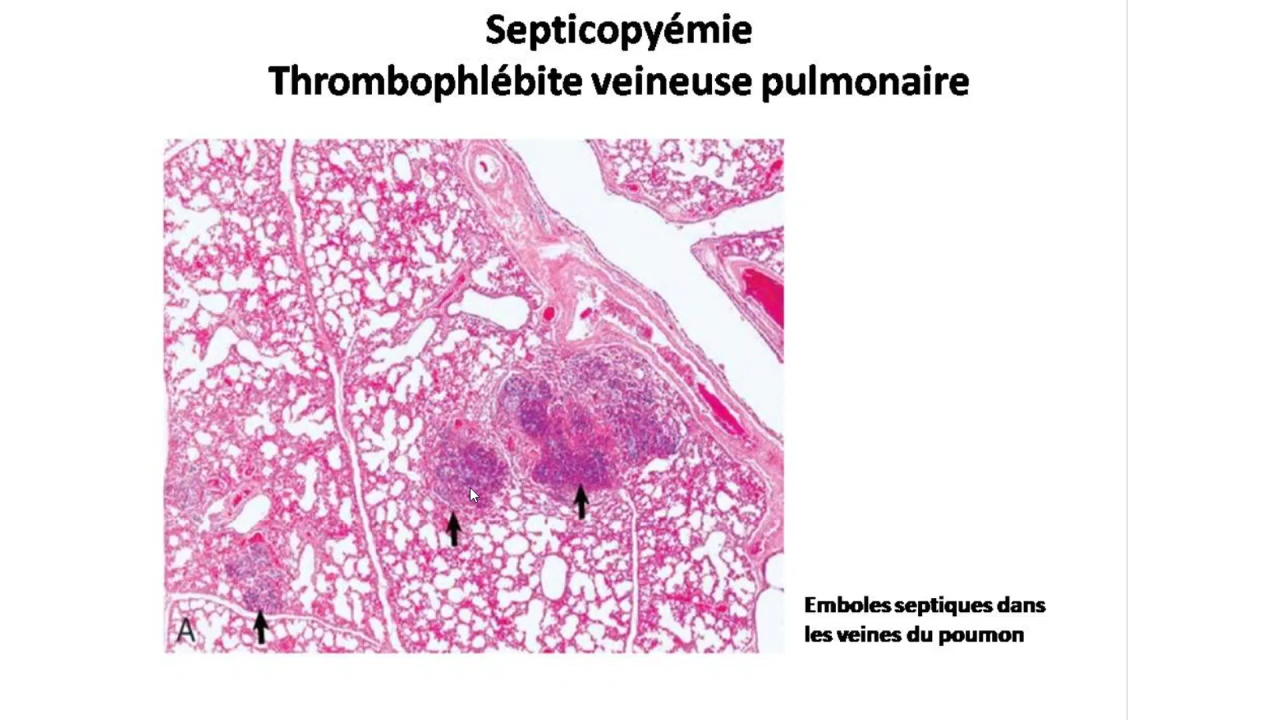 Septicopyémie
Thrombophlébite veineuse pulmonaire
A
Emboles septiques dans
les veines du poumon